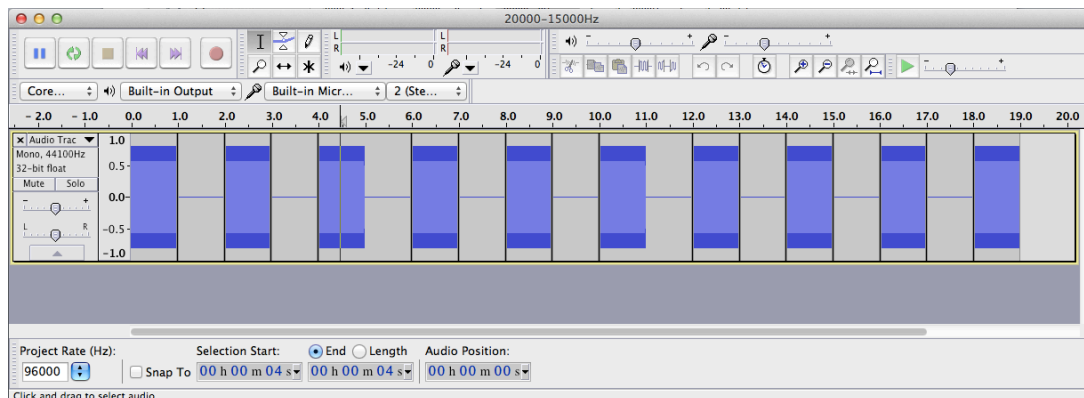 20000-15000Hz
L
R
-24
0
L
R
-24
0
Core...
Built-in Output
Built-in Micr...
2 (Ste...
- 2.0
- 1.0
0.0
1.0
2.0
3.0
4.0
5.0
6.0
7.0
8.0
9.0
10.0
11.0
12.0
13.0
14.0
15.0
16.0
17.0
18.0
19.0
20.0
Audio Trac
Mono, 44100Hz
32-bit float
Mute
Solo
- +
L R
1.0
0.5-
0.0-
-0.5-
-1.0
Project Rate (Hz):
Selection Start:
End
Length
Audio Position:
96000
Snap To
00 h 00 m 04 s
00 h 00 m 04 s
00 h 00 m 00 s
Click and drag to select audio